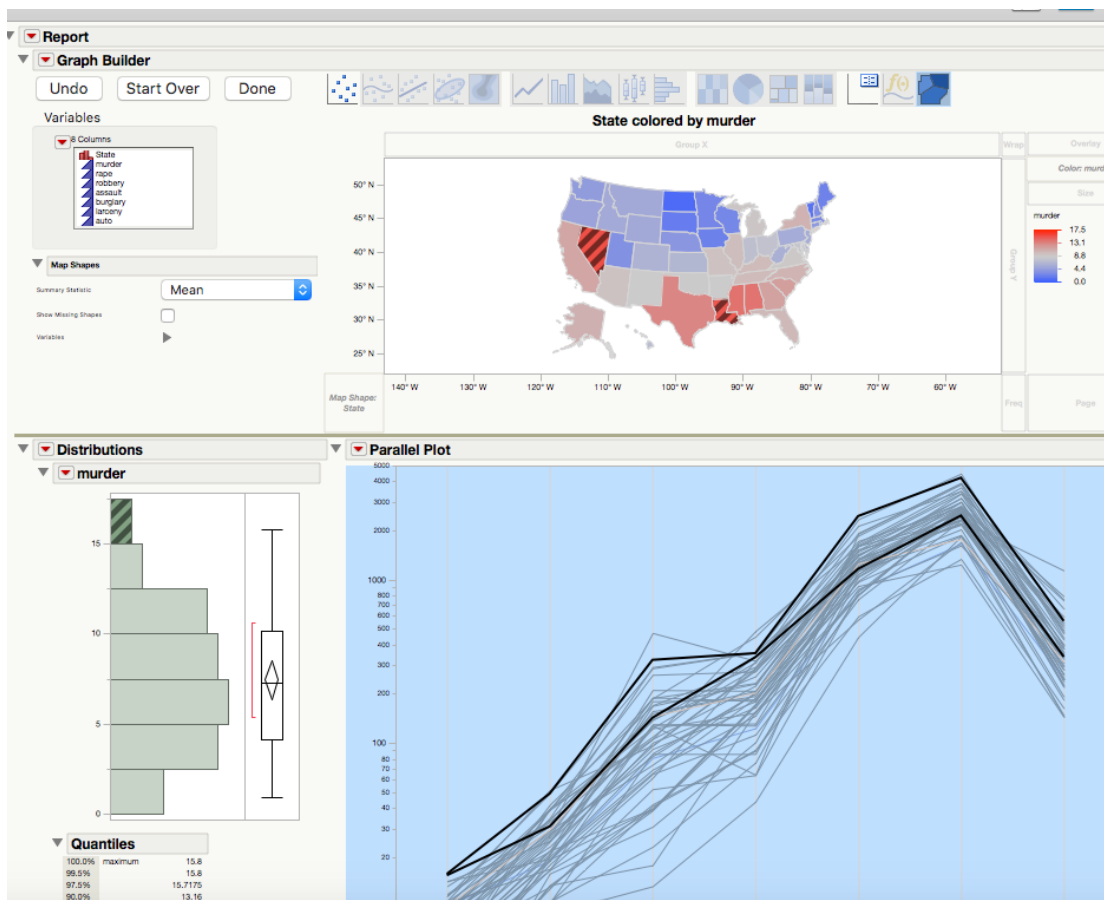 Report
Graph Builder
Undo Start Over Done
Variables
8 Columns
State
murder
rape
robbery
assault
burglary
larceny
auto
Map Shapes
Summary Statistic Mean
Show Missing Shapes
Variables
State colored by murder
Group X Wrap Overlay
Color: murd
Size
Group Y
murder
17.5
13.1
8.8
4.4
0.0
50° N
45° N
40° N
35° N
30° N
25° N
140° W 130° W 120° W 110° W 100° W 90° W 80° W 70° W 60° W
Map Shape:
State
Freq Page
Distributions
murder
15
10
5
0
Quantiles
100.0% maximum 15.8
99.5% 15.8
97.5% 15.7175
90.0% 13.16
Parallel Plot
5000
4000
3000
2000
1000
800
600
500
400
300
200
100
80
60
50
40
30
20